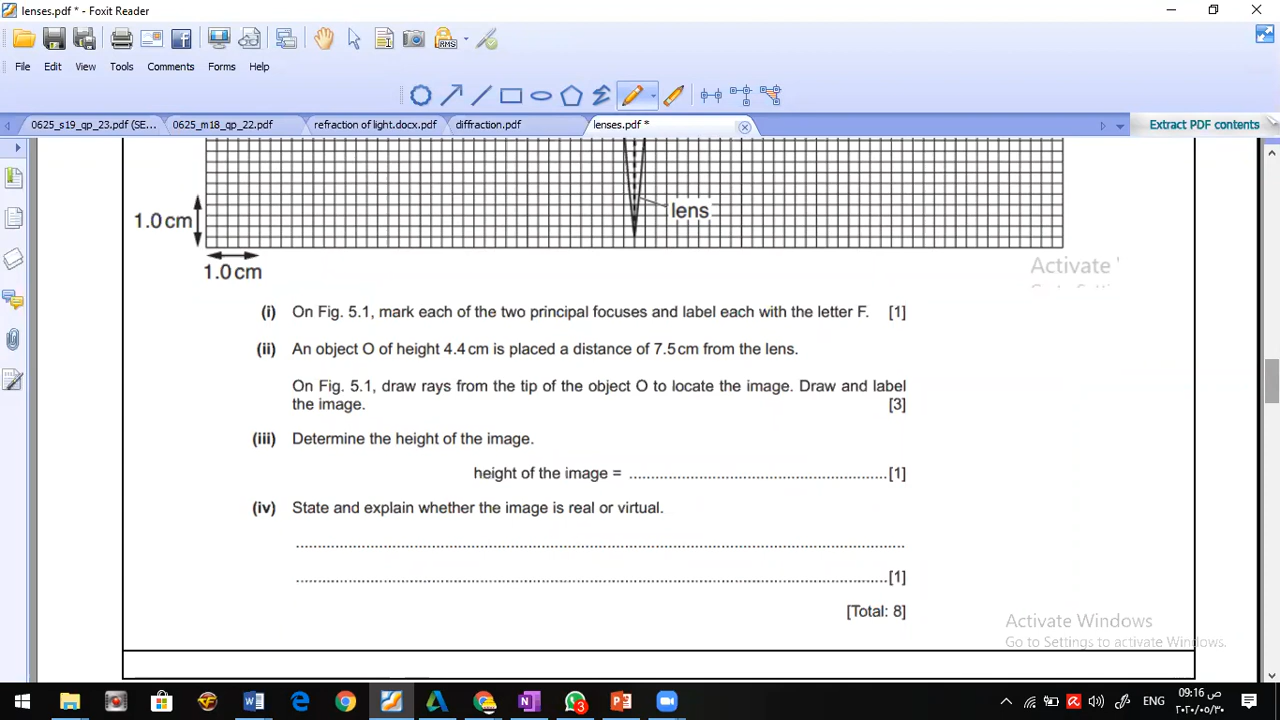 lenses.pdf * - Foxit Reader
File Edit View Tools Comments Forms Help
0625_s19_qp_23.pdf (SE... 0625_m18_qp_22.pdf refraction of light.docx.pdf diffraction.pdf lenses.pdf * Extract PDF contents
lens
1.0 cm
1.0 cm
Activate
(i) On Fig. 5.1, mark each of the two principal focuses and label each with the letter F. [1]
(ii) An object O of height 4.4 cm is placed a distance of 7.5 cm from the lens.
On Fig. 5.1, draw rays from the tip of the object O to locate the image. Draw and label
the image. [3]
(iii) Determine the height of the image.
height of the image = ................................................................[1]
(iv) State and explain whether the image is real or virtual.
..........................................................................................................................
......................................................................................................................[1]
[Total: 8]
Activate Windows
Go to Settings to activate Windows.
RMS
3
ENG
09:16 ص
٢٠٢٠/٠٥/٣٠